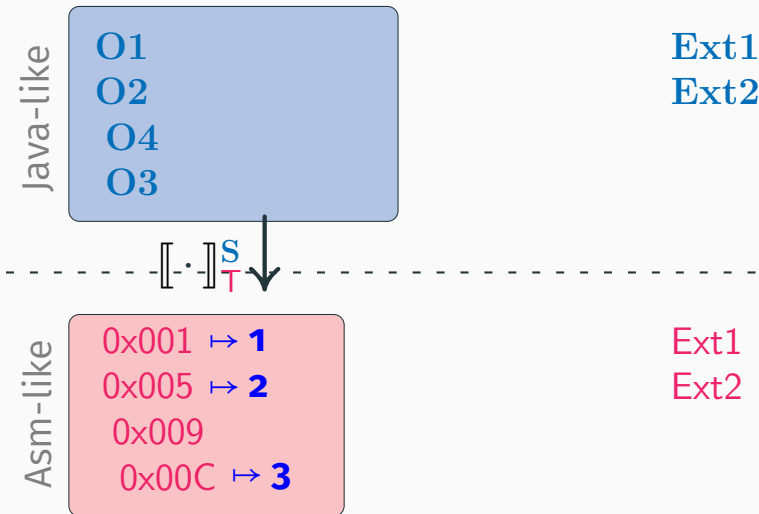 Java-like
O1
Ext1
O2
Ext2
O4
O3
⟦·⟧ S T
Asm-like
0x001 ↦ 1
Ext1
0x005 ↦ 2
Ext2
0x009
0x00C ↦ 3